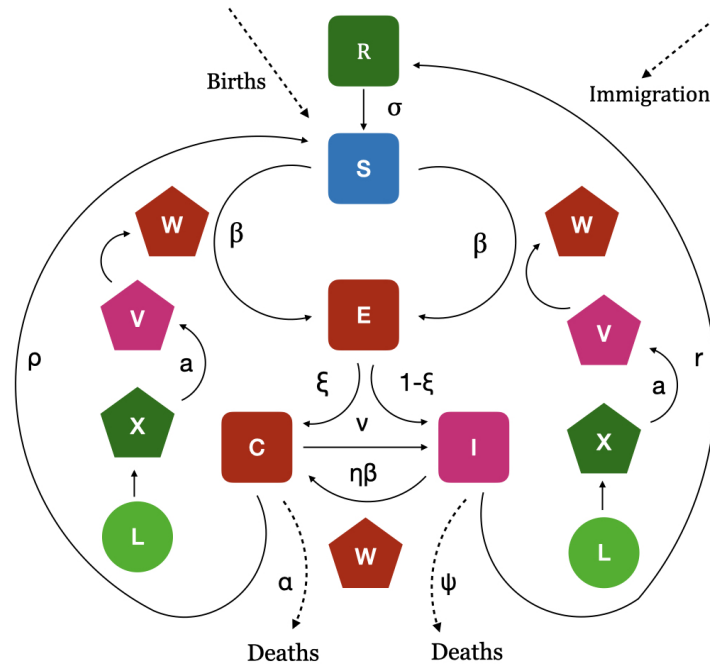 R
Births
Immigration
σ
S
W
W
β
β
E
V
V
ρ
a
ξ
1-ξ
r
a
X
ν
X
C
I
ηβ
L
W
L
α
ψ
Deaths
Deaths